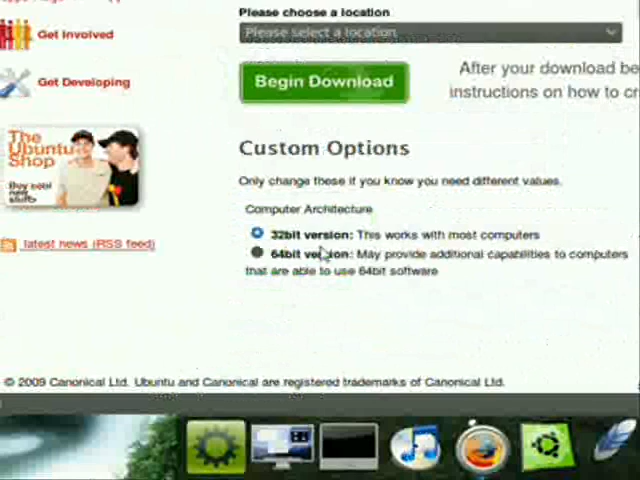 Please choose a location
Please select a location
Get Involved
Begin Download
After your download be
instructions on how to cr
Get Developing
The
Ubuntu
Shop
Buy cool
new
stuff»
Custom Options
Only change these if you know you need different values.
Computer Architecture
32bit version: This works with most computers
64bit version: May provide additional capabilities to computers
that are able to use 64bit software
latest news (RSS feed)
© 2009 Canonical Ltd. Ubuntu and Canonical are registered trademarks of Canonical Ltd.